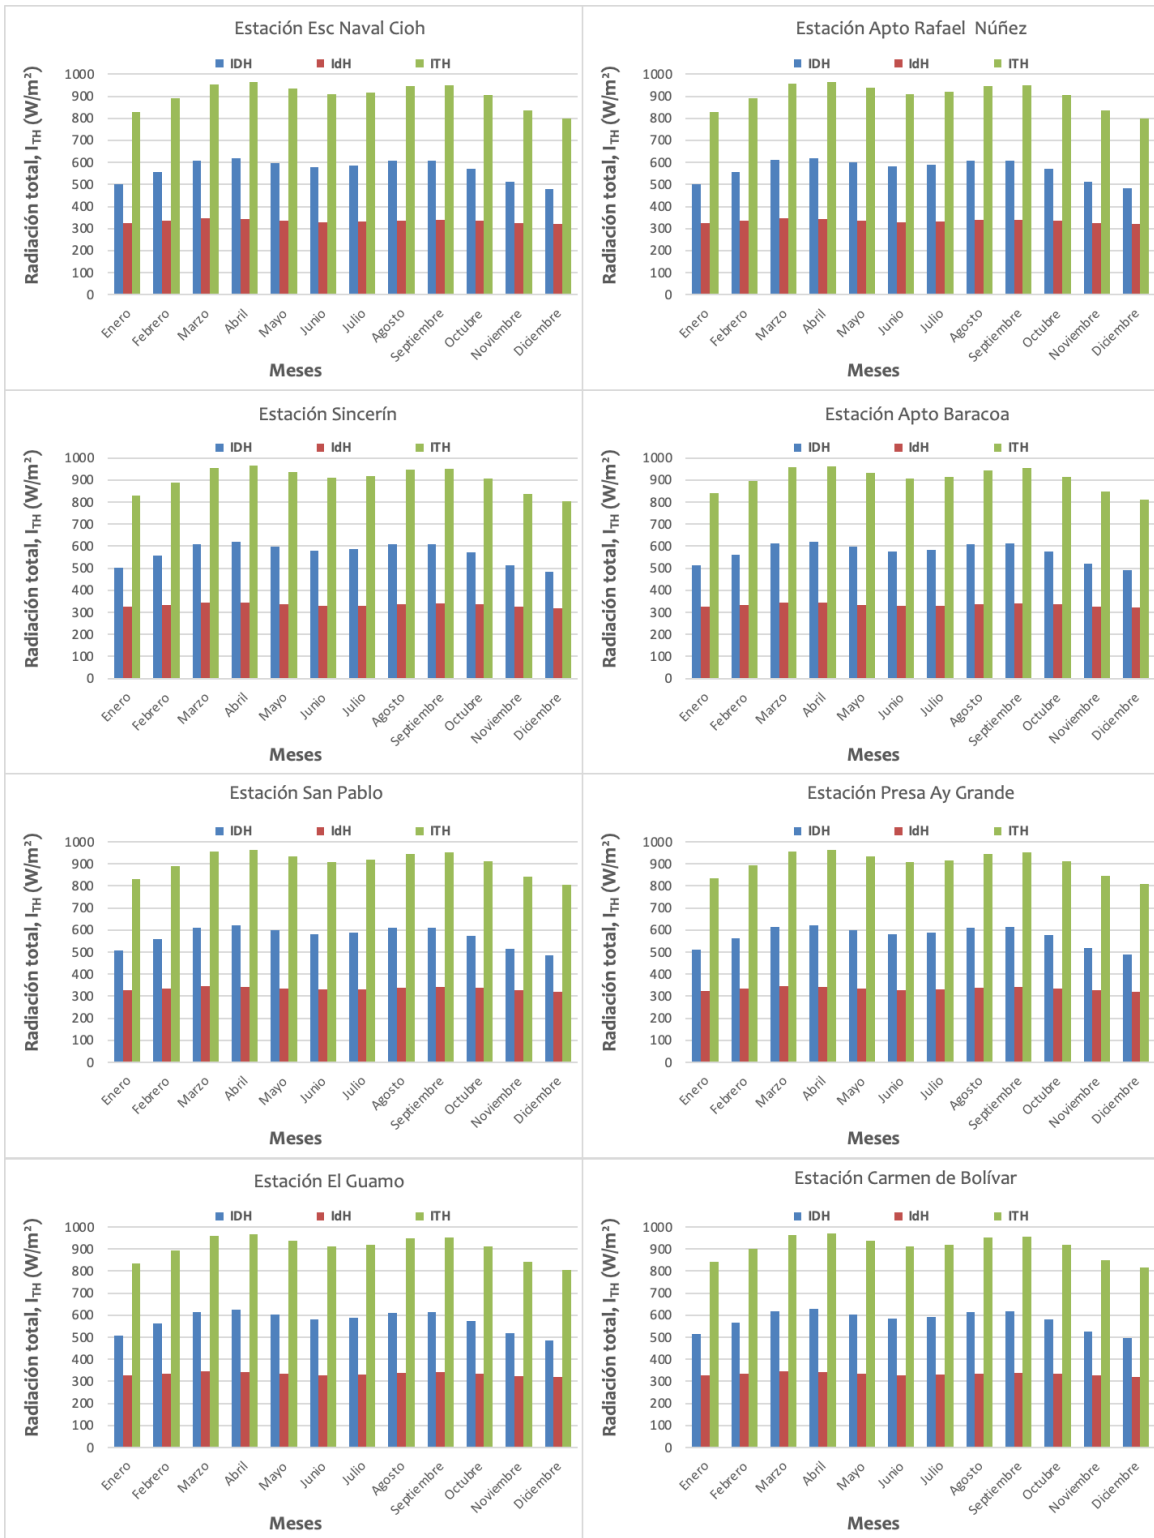 Estación Esc Naval Cioh
IDH IdH ITH
Radiación total, ITH (W/m²)
1000
900
800
700
600
500
400
300
200
100
0
Enero
Febrero
Marzo
Abril
Mayo
Junio
Julio
Agosto
Septiembre
Octubre
Noviembre
Diciembre
Meses
Estación Apto Rafael Núñez
IDH IdH ITH
Radiación total, ITH (W/m²)
1000
900
800
700
600
500
400
300
200
100
0
Enero
Febrero
Marzo
Abril
Mayo
Junio
Julio
Agosto
Septiembre
Octubre
Noviembre
Diciembre
Meses
Estación Sincerín
IDH IdH ITH
Radiación total, ITH (W/m²)
1000
900
800
700
600
500
400
300
200
100
0
Enero
Febrero
Marzo
Abril
Mayo
Junio
Julio
Agosto
Septiembre
Octubre
Noviembre
Diciembre
Meses
Estación Apto Baracoa
IDH IdH ITH
Radiación total, ITH (W/m²)
1000
900
800
700
600
500
400
300
200
100
0
Enero
Febrero
Marzo
Abril
Mayo
Junio
Julio
Agosto
Septiembre
Octubre
Noviembre
Diciembre
Meses
Estación San Pablo
IDH IdH ITH
Radiación total, ITH (W/m²)
1000
900
800
700
600
500
400
300
200
100
0
Enero
Febrero
Marzo
Abril
Mayo
Junio
Julio
Agosto
Septiembre
Octubre
Noviembre
Diciembre
Meses
Estación Presa Ay Grande
IDH IdH ITH
Radiación total, ITH (W/m²)
1000
900
800
700
600
500
400
300
200
100
0
Enero
Febrero
Marzo
Abril
Mayo
Junio
Julio
Agosto
Septiembre
Octubre
Noviembre
Diciembre
Meses
Estación El Guamo
IDH IdH ITH
Radiación total, ITH (W/m²)
1000
900
800
700
600
500
400
300
200
100
0
Enero
Febrero
Marzo
Abril
Mayo
Junio
Julio
Agosto
Septiembre
Octubre
Noviembre
Diciembre
Meses
Estación Carmen de Bolívar
IDH IdH ITH
Radiación total, ITH (W/m²)
1000
900
800
700
600
500
400
300
200
100
0
Enero
Febrero
Marzo
Abril
Mayo
Junio
Julio
Agosto
Septiembre
Octubre
Noviembre
Diciembre
Meses